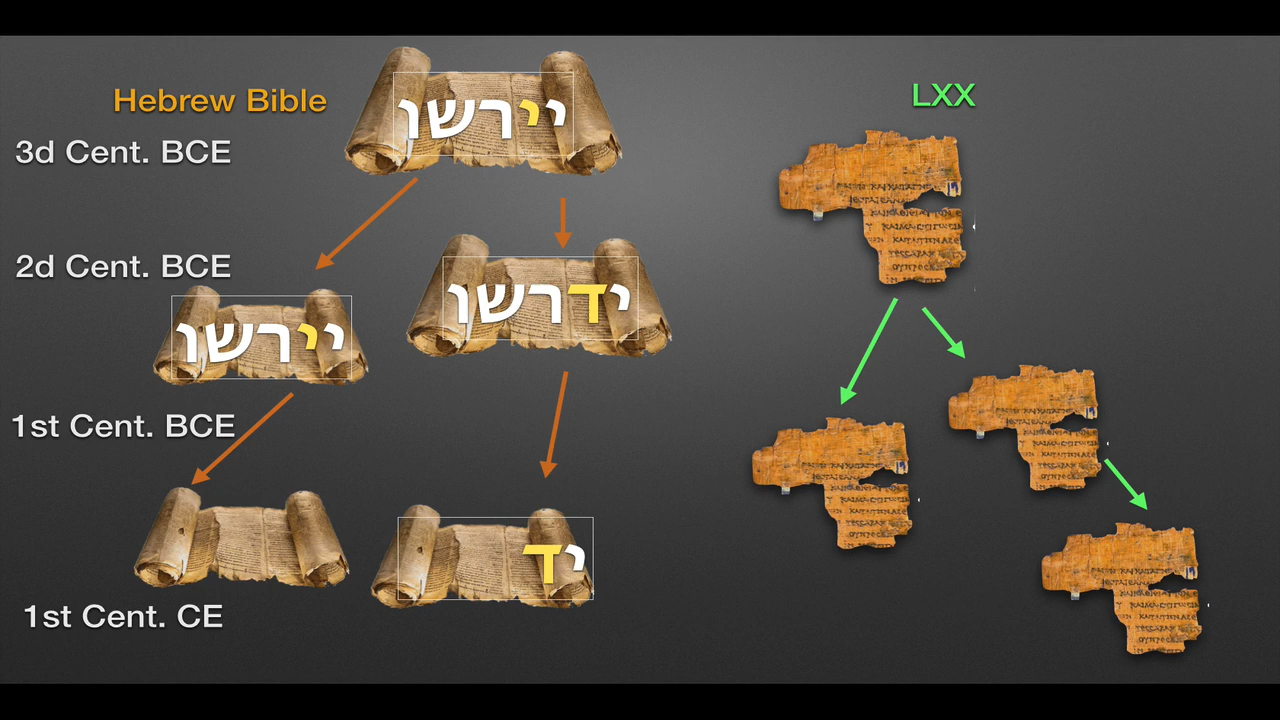 Hebrew Bible
יירשו
LXX
3d Cent. BCE
2d Cent. BCE
ידרשו
יירשו
1st Cent. BCE
יד
1st Cent. CE